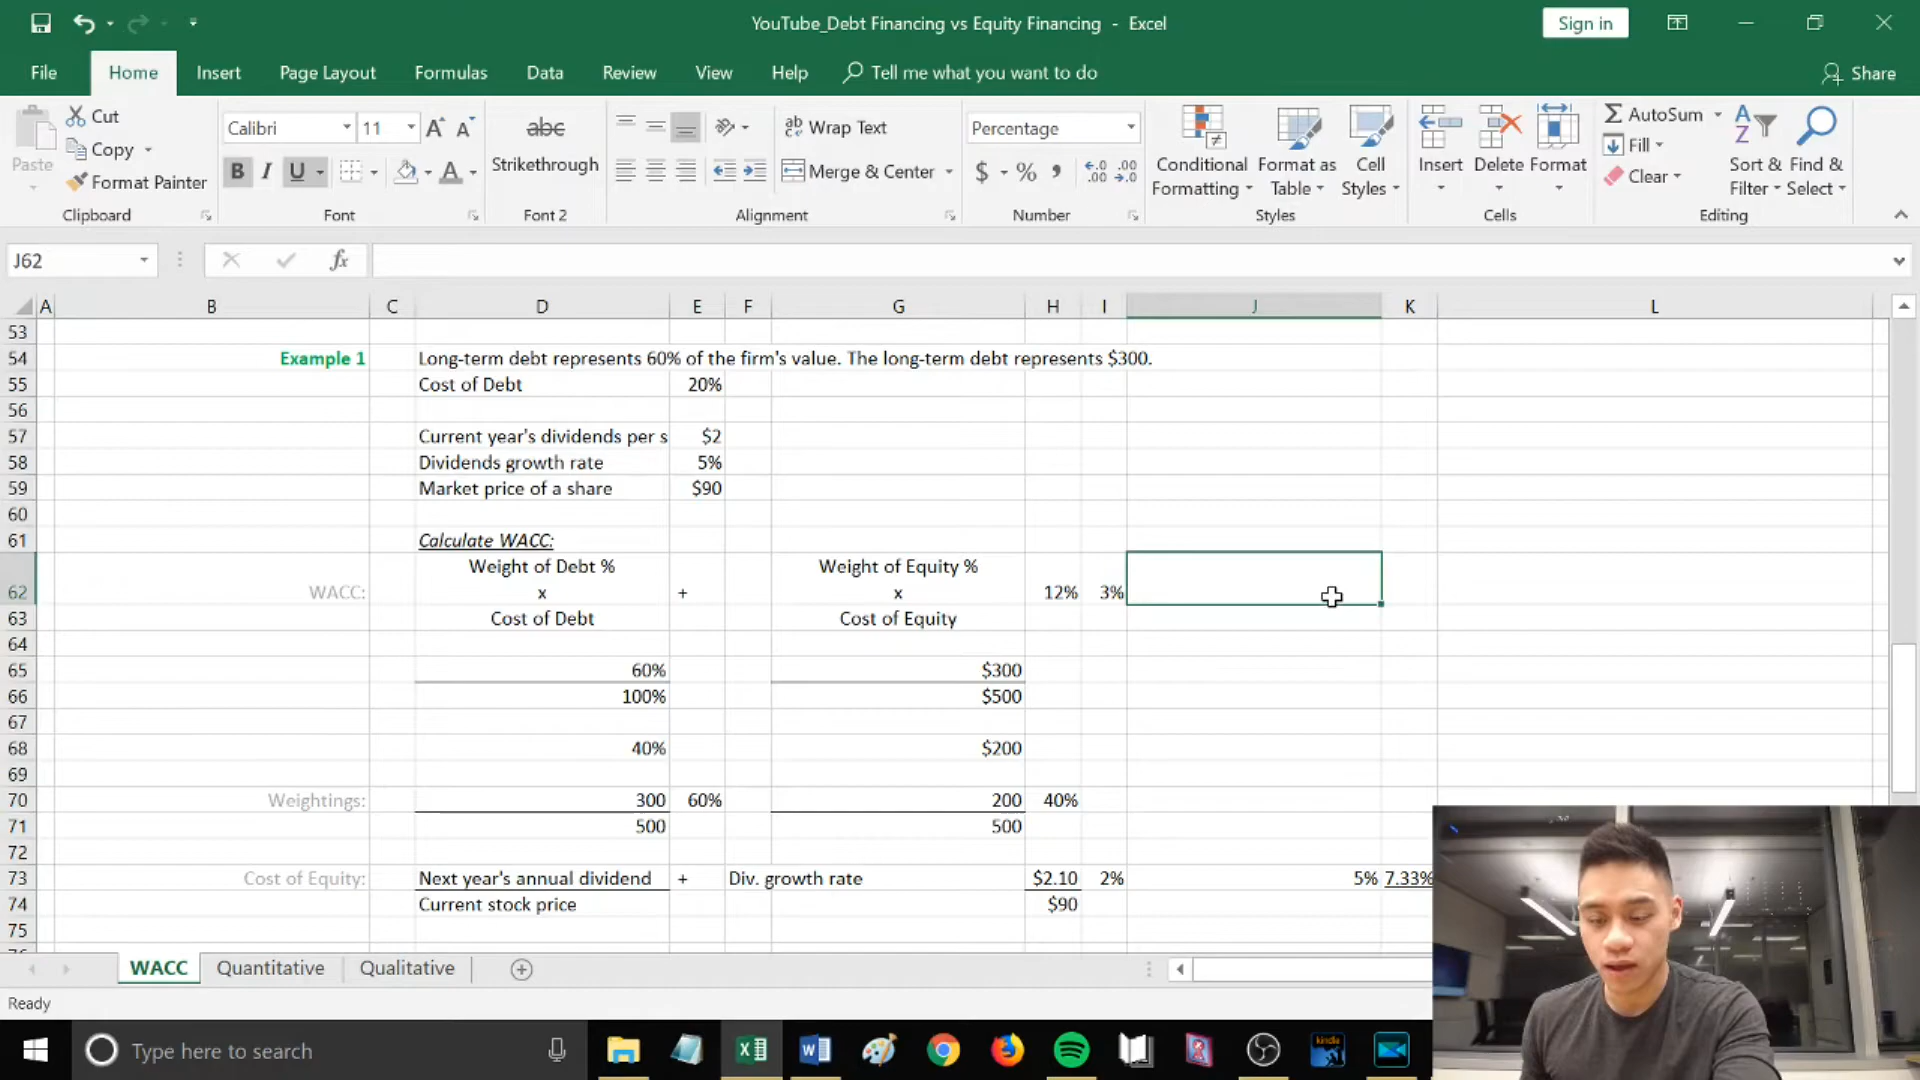 YouTube_Debt Financing vs Equity Financing - Excel
Sign in
File Home Insert Page Layout Formulas Data Review View Help Tell me what you want to do Share
Paste
Cut
Copy
Format Painter
Clipboard
Calibri 11
B I U
Font
abc
Strikethrough
Font 2
Wrap Text
Merge & Center
Alignment
Percentage
$ % ,
Number
Conditional Formatting
Format as Table
Cell Styles
Styles
Insert Delete Format
Cells
AutoSum
Fill
Clear
Sort & Filter
Find & Select
Editing
J62 fx
A B C D E F G H I J K L
53
54 Example 1 Long-term debt represents 60% of the firm's value. The long-term debt represents $300.
55 Cost of Debt 20%
56
57 Current year's dividends per s $2
58 Dividends growth rate 5%
59 Market price of a share $90
60
61 Calculate WACC:
Weight of Debt % Weight of Equity %
62 WACC: x + x 12% 3%
63 Cost of Debt Cost of Equity
64
65 60% $300
66 100% $500
67
68 40% $200
69
70 Weightings: 300 60% 200 40%
71 500 500
72
73 Cost of Equity: Next year's annual dividend + Div. growth rate $2.10 2% 5% 7.33%
74 Current stock price $90
75
WACC Quantitative Qualitative
Ready
Type here to search
kindle